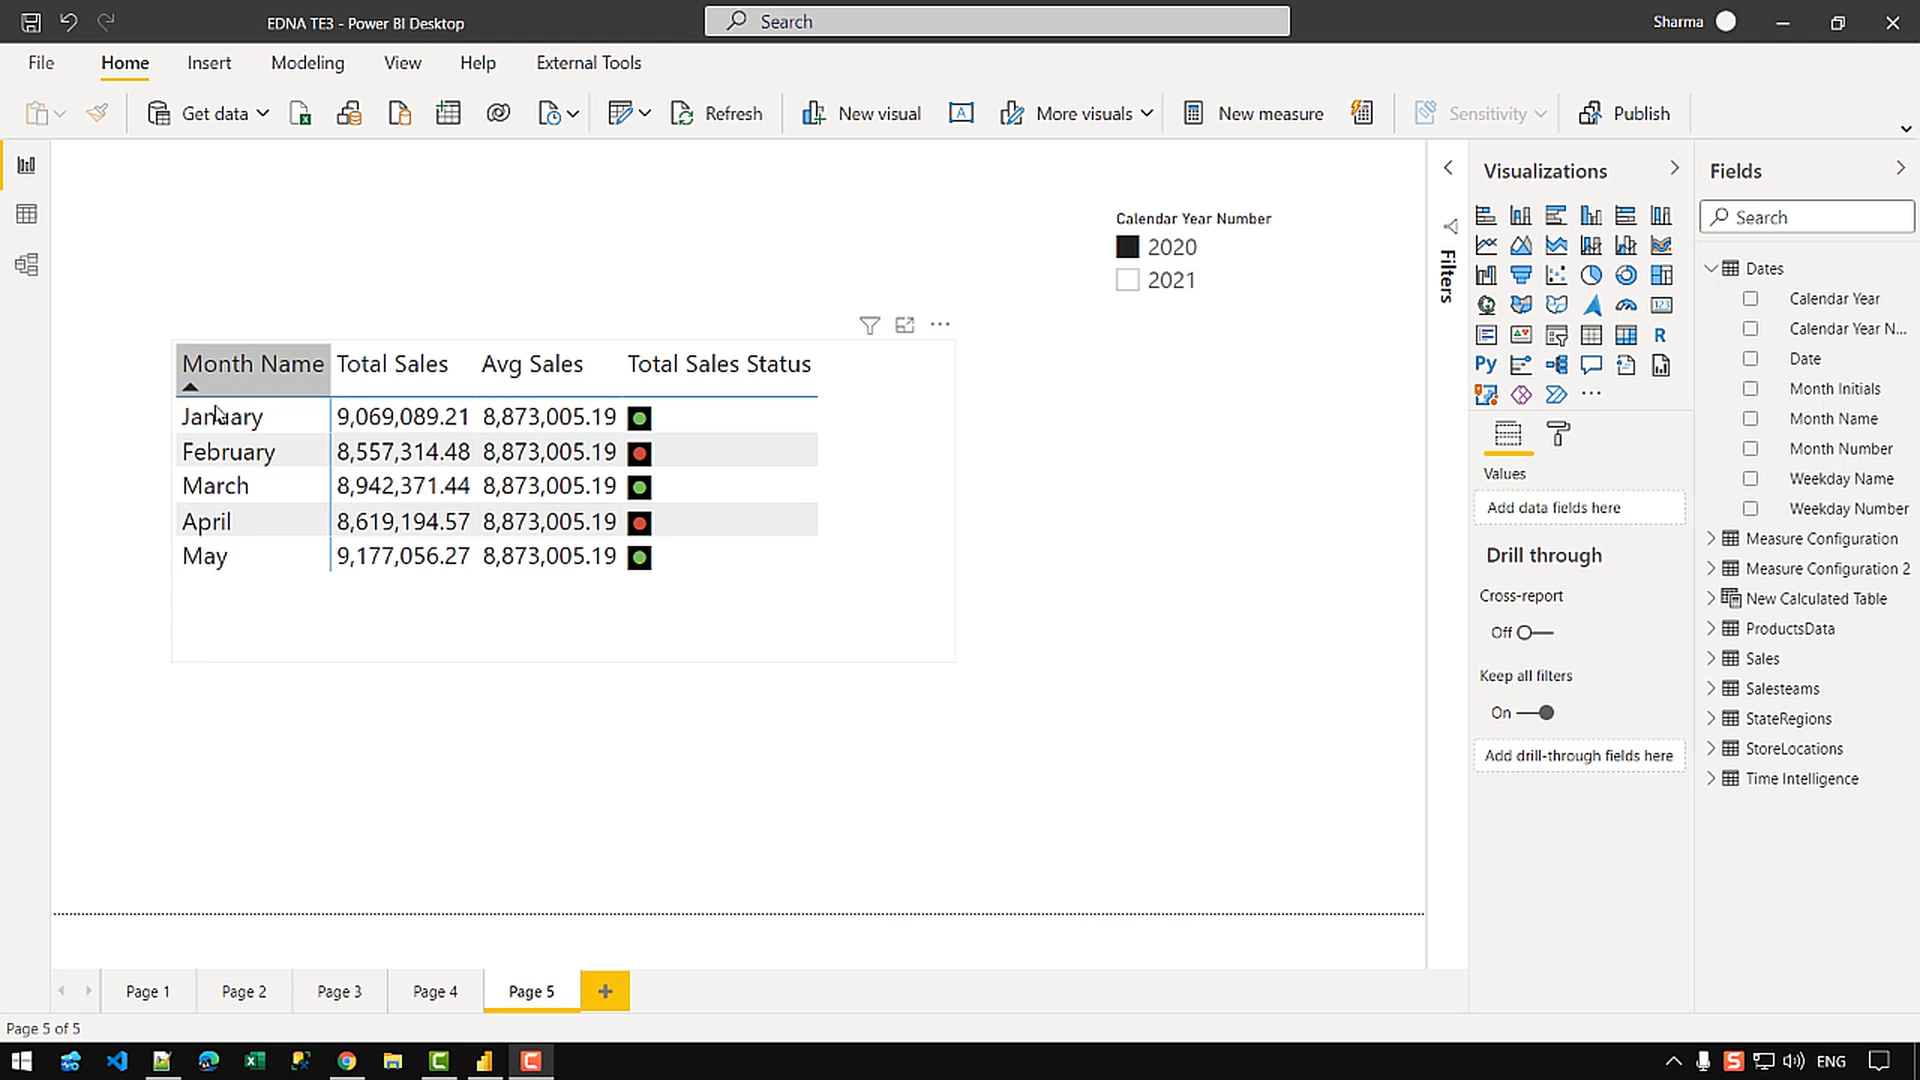 EDNA TE3 - Power BI Desktop
Search
Sharma
File Home Insert Modeling View Help External Tools
Get data
Refresh
New visual
More visuals
New measure
Sensitivity
Publish
Calendar Year Number
2020
2021
Month Name Total Sales Avg Sales Total Sales Status
January 9,069,089.21 8,873,005.19
February 8,557,314.48 8,873,005.19
March 8,942,371.44 8,873,005.19
April 8,619,194.57 8,873,005.19
May 9,177,056.27 8,873,005.19
Filters
Visualizations
123
R
Py
Values
Add data fields here
Drill through
Cross-report
Off
Keep all filters
On
Add drill-through fields here
Fields
Search
Dates
Calendar Year
Calendar Year N...
Date
Month Initials
Month Name
Month Number
Weekday Name
Weekday Number
Measure Configuration
Measure Configuration 2
New Calculated Table
ProductsData
Sales
Salesteams
StateRegions
StoreLocations
Time Intelligence
Page 1 Page 2 Page 3 Page 4 Page 5
Page 5 of 5
ENG